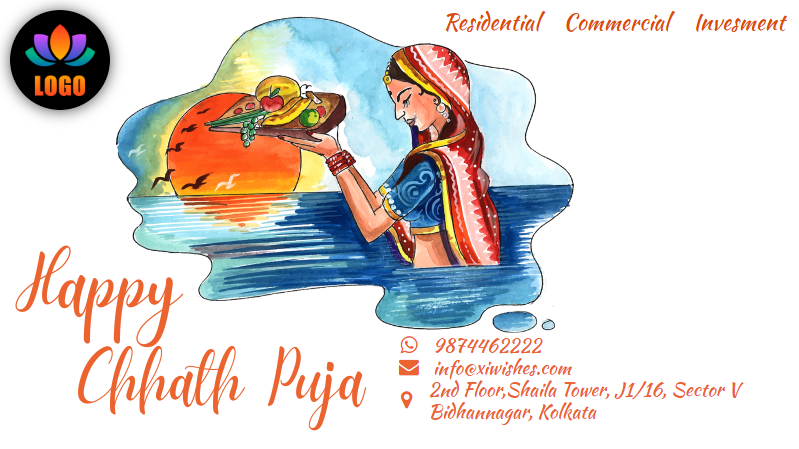 LOGO
Residential Commercial Invesment
Happy
Chhath Puja
9874462222
info@xiwishes.com
2nd Floor,Shaila Tower, J1/16, Sector V
Bidhannagar, Kolkata